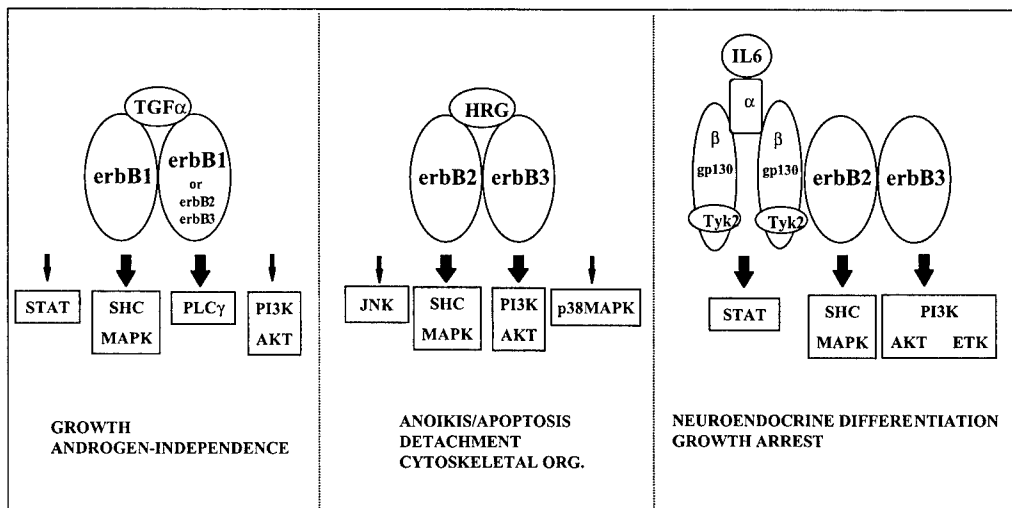 TGFα
erbB1
erbB1
or
erbB2
erbB3
STAT
SHC
MAPK
PLCγ
PI3K
AKT
GROWTH
ANDROGEN-INDEPENDENCE
HRG
erbB2
erbB3
JNK
SHC
MAPK
PI3K
AKT
p38MAPK
ANOIKIS/APOPTOSIS
DETACHMENT
CYTOSKELETAL ORG.
IL6
α
β
gp130
Tyk2
β
gp130
Tyk2
erbB2
erbB3
STAT
SHC
MAPK
PI3K
AKT ETK
NEUROENDOCRINE DIFFERENTIATION
GROWTH ARREST